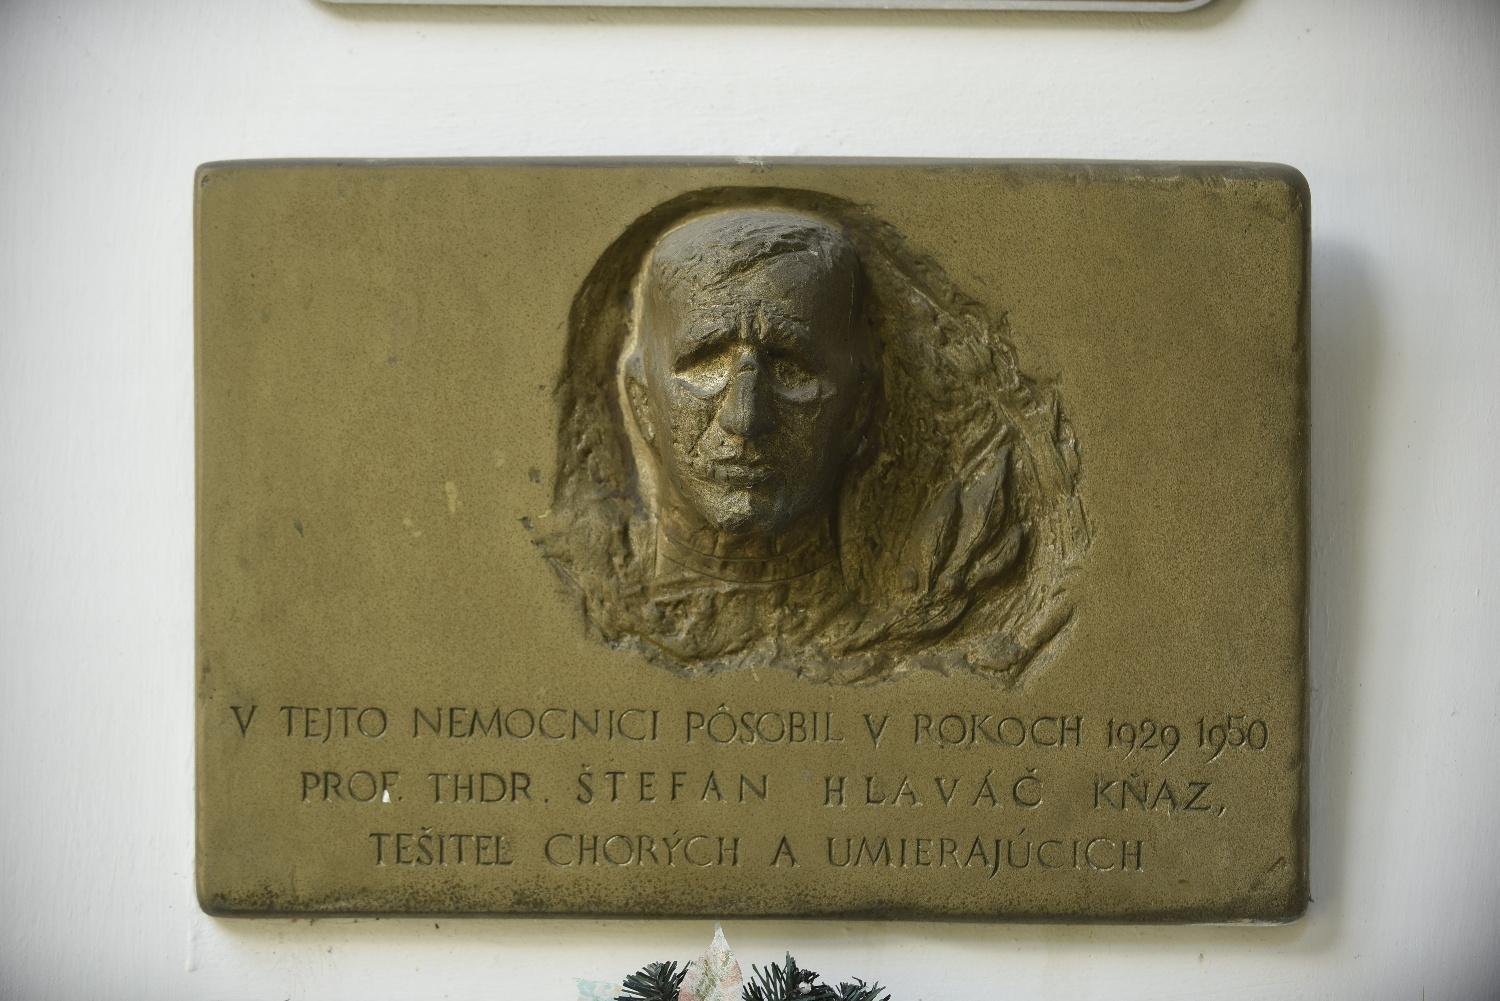 V TEJTO NEMOCNICI PÔSOBIL V ROKOCH 1929 1950
PROF. THDR. ŠTEFAN HLAVÁČ KŇAZ,
TEŠITEĽ CHORÝCH A UMIERAJÚCICH